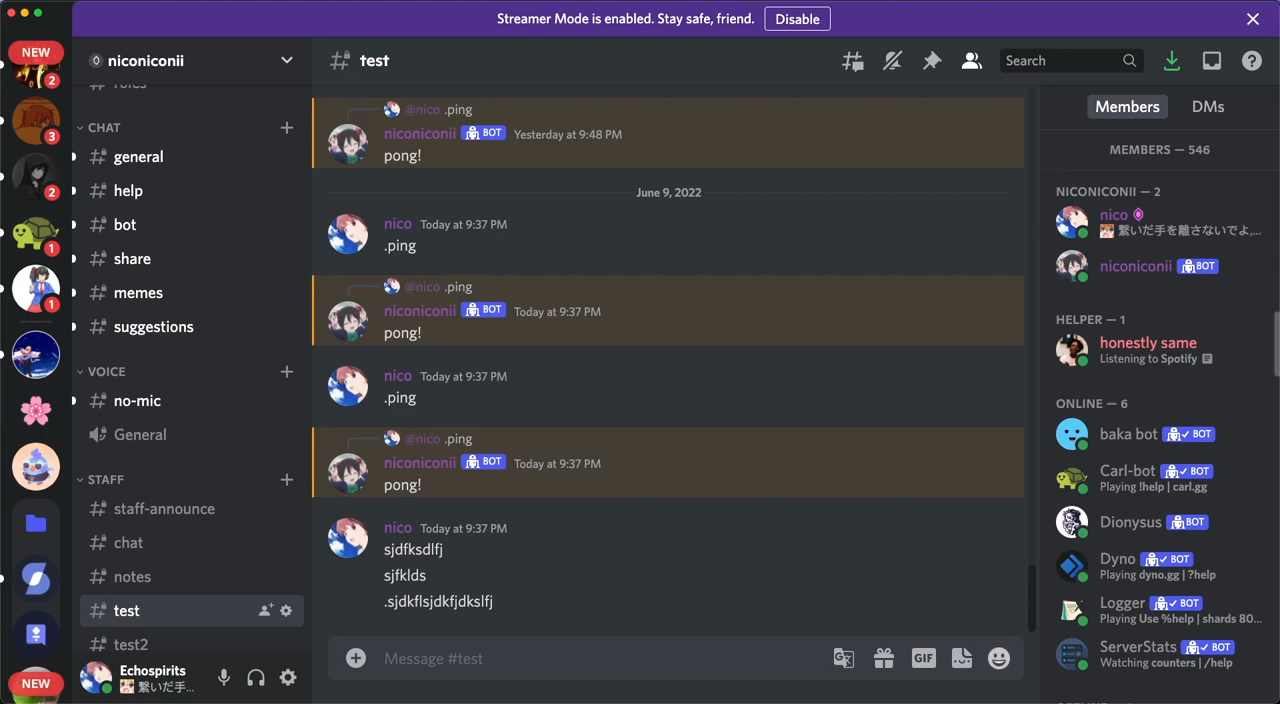 Streamer Mode is enabled. Stay safe, friend. Disable
NEW
2
3
2
1
1
NEW
niconiconii
roles
CHAT
general
help
bot
share
memes
suggestions
VOICE
no-mic
General
STAFF
staff-announce
chat
notes
test
test2
Echospirits
繋いだ手...
test
Search
@nico .ping
niconiconii BOT Yesterday at 9:48 PM
pong!
June 9, 2022
nico Today at 9:37 PM
.ping
@nico .ping
niconiconii BOT Today at 9:37 PM
pong!
nico Today at 9:37 PM
.ping
@nico .ping
niconiconii BOT Today at 9:37 PM
pong!
nico Today at 9:37 PM
sjdfksdlfj
sjfklds
.sjdkflsjdkfjdkslfj
Message #test
GIF
Members DMs
MEMBERS — 546
NICONICONII — 2
nico
繋いだ手を離さないでよ,...
niconiconii BOT
HELPER — 1
honestly same
Listening to Spotify
ONLINE — 6
baka bot BOT
Carl-bot BOT
Playing !help | carl.gg
Dionysus BOT
Dyno BOT
Playing dyno.gg | ?help
Logger BOT
Playing Use %help | shards 80...
ServerStats BOT
Watching counters | /help